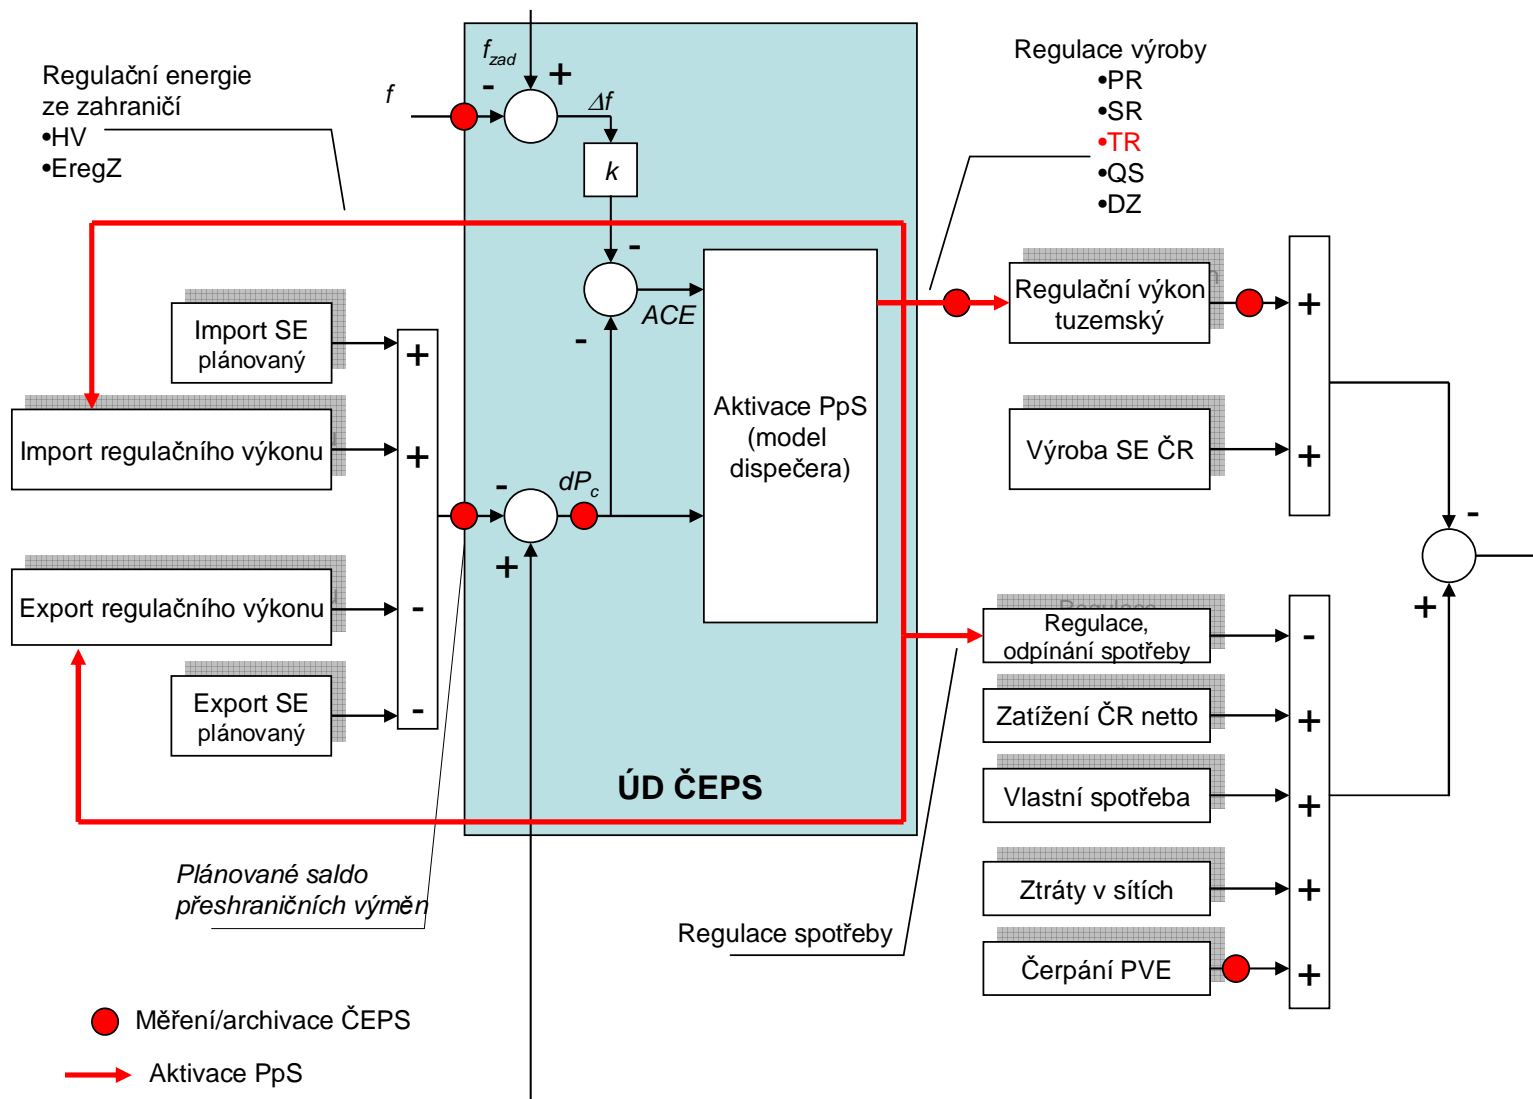 Regulační energie
ze zahraničí
•HV
•EregZ
f
f zad
+
-
Δf
k
-
ACE
-
Regulace výroby
•PR
•SR
•TR
•QS
•DZ
Import SE
plánovaný
Import regulačního výkonu
Export regulačního výkonu
Export SE
plánovaný
+
+
-
-
-
dPc
+
Aktivace PpS
(model
dispečera)
ÚD ČEPS
Regulační výkon
tuzemský
Výroba SE ČR
+
+
-
+
Regulace,
odpínání spotřeby
Zatížení ČR netto
Vlastní spotřeba
Ztráty v sítích
Čerpání PVE
-
+
+
+
+
Plánované saldo
přeshraničních výměn
Regulace spotřeby
Měření/archivace ČEPS
Aktivace PpS